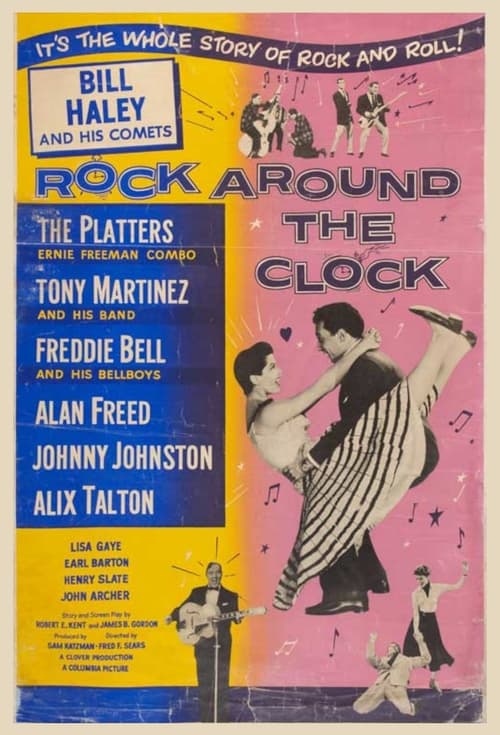 IT'S THE WHOLE STORY OF ROCK AND ROLL!
BILL
HALEY
AND HIS COMETS
ROCK AROUND
THE
CLOCK
THE PLATTERS
ERNIE FREEMAN COMBO
TONY MARTINEZ
AND HIS BAND
FREDDIE BELL
AND HIS BELLBOYS
ALAN FREED
JOHNNY JOHNSTON
ALIX TALTON
LISA GAYE
EARL BARTON
HENRY SLATE
JOHN ARCHER
Story and Screen Play by
ROBERT E. KENT and JAMES B. GORDON
Produced by Directed by
SAM KATZMAN · FRED F. SEARS
A CLOVER PRODUCTION
A COLUMBIA PICTURE